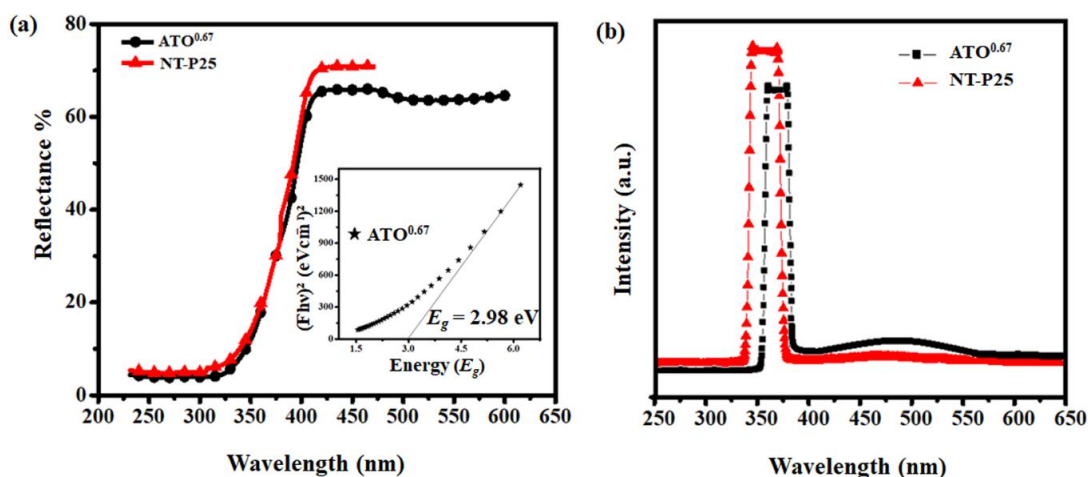 (a)
80
60
40
20
0
200 250 300 350 400 450 500 550 600 650
Reflectance %
Wavelength (nm)
ATO⁰·⁶⁷
NT-P25
1500
1200
900
600
300
1.5 3.0 4.5 6.0
(Fhν)² (eVcm⁻¹)²
Energy (E_g)
ATO⁰·⁶⁷
E_g = 2.98 eV
(b)
ATO⁰·⁶⁷
NT-P25
Intensity (a.u.)
250 300 350 400 450 500 550 600 650
Wavelength (nm)